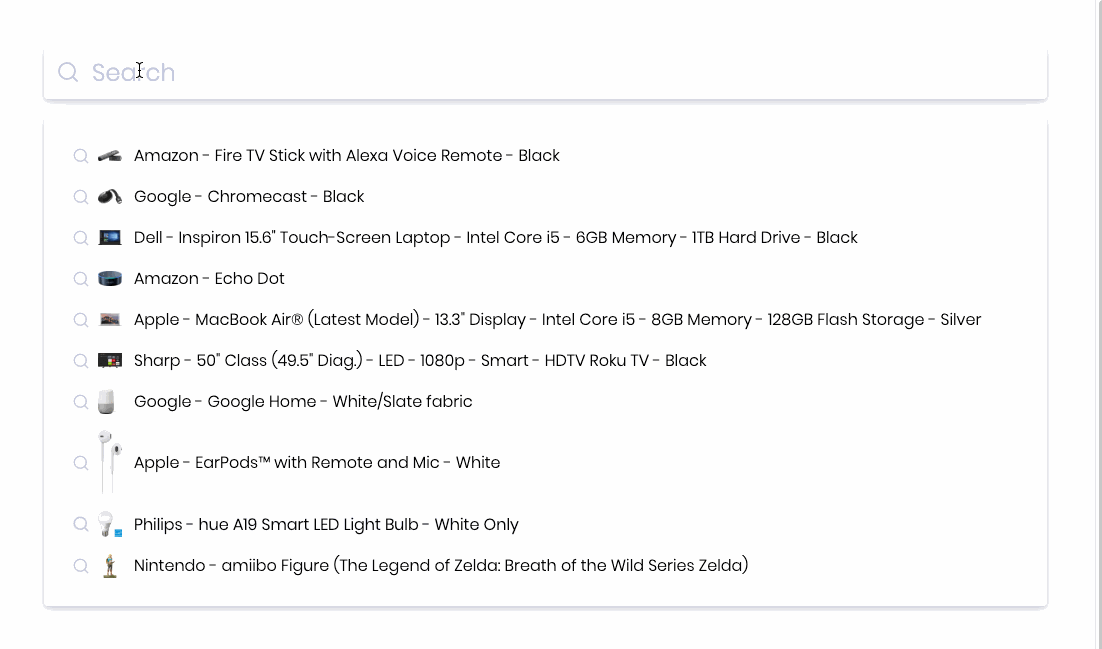 Search
Amazon - Fire TV Stick with Alexa Voice Remote - Black
Google - Chromecast - Black
Dell - Inspiron 15.6" Touch-Screen Laptop - Intel Core i5 - 6GB Memory - 1TB Hard Drive - Black
Amazon - Echo Dot
Apple - MacBook Air® (Latest Model) - 13.3" Display - Intel Core i5 - 8GB Memory - 128GB Flash Storage - Silver
Sharp - 50" Class (49.5" Diag.) - LED - 1080p - Smart - HDTV Roku TV - Black
Google - Google Home - White/Slate fabric
Apple - EarPods™ with Remote and Mic - White
Philips - hue A19 Smart LED Light Bulb - White Only
Nintendo - amiibo Figure (The Legend of Zelda: Breath of the Wild Series Zelda)